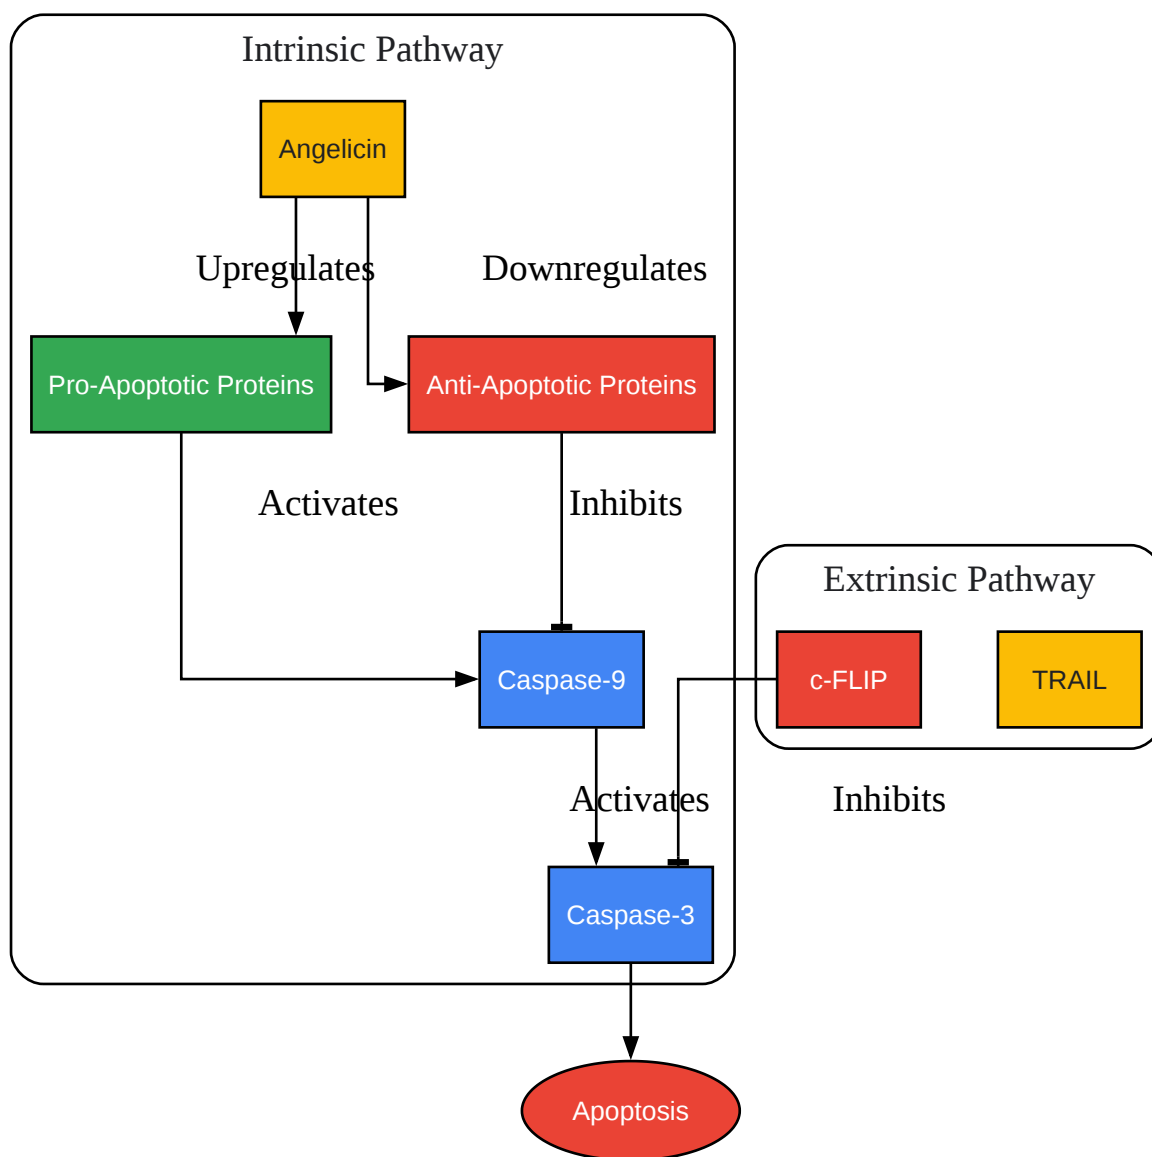 Intrinsic Pathway
Angelicin
Upregulates
Downregulates
Pro-Apoptotic Proteins
Anti-Apoptotic Proteins
Activates
Inhibits
Extrinsic Pathway
Caspase-9
c-FLIP
TRAIL
Activates
Inhibits
Caspase-3
Apoptosis